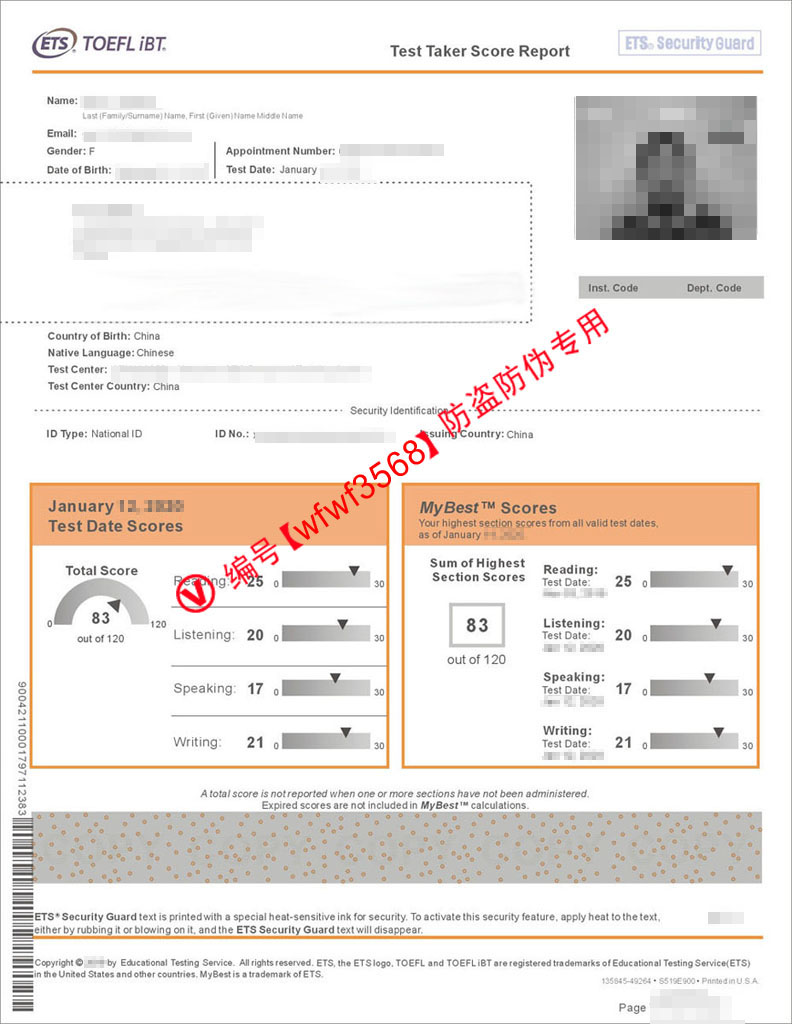 ETS TOEFL iBT.
Test Taker Score Report
ETS® Security Guard
Name:
Last (Family/Surname) Name, First (Given) Name Middle Name
Email:
Gender: F
Appointment Number:
Date of Birth:
Test Date: January
Inst. Code Dept. Code
Country of Birth: China
Native Language: Chinese
Test Center:
Test Center Country: China
Security Identification
ID Type: National ID
ID No.:
Issuing Country: China
Ⓥ 编号【wfwf3568】防盗防伪专用
January
Test Date Scores
Total Score
0 83 120
out of 120
Reading: 25 0 30
Listening: 20 0 30
Speaking: 17 0 30
Writing: 21 0 30
MyBest™ Scores
Your highest section scores from all valid test dates,
as of January
Sum of Highest
Section Scores
83
out of 120
Reading:
Test Date:
25 0 30
Listening:
Test Date:
20 0 30
Speaking:
Test Date:
17 0 30
Writing:
Test Date:
21 0 30
A total score is not reported when one or more sections have not been administered.
Expired scores are not included in MyBest™ calculations.
90042110001797112383
ETS® Security Guard text is printed with a special heat-sensitive ink for security. To activate this security feature, apply heat to the text,
either by rubbing it or blowing on it, and the ETS Security Guard text will disappear.
Copyright © by Educational Testing Service. All rights reserved. ETS, the ETS logo, TOEFL and TOEFL iBT are registered trademarks of Educational Testing Service(ETS)
in the United States and other countries. MyBest is a trademark of ETS.
135845-49264 • S519E900 • Printed in U.S.A.
Page